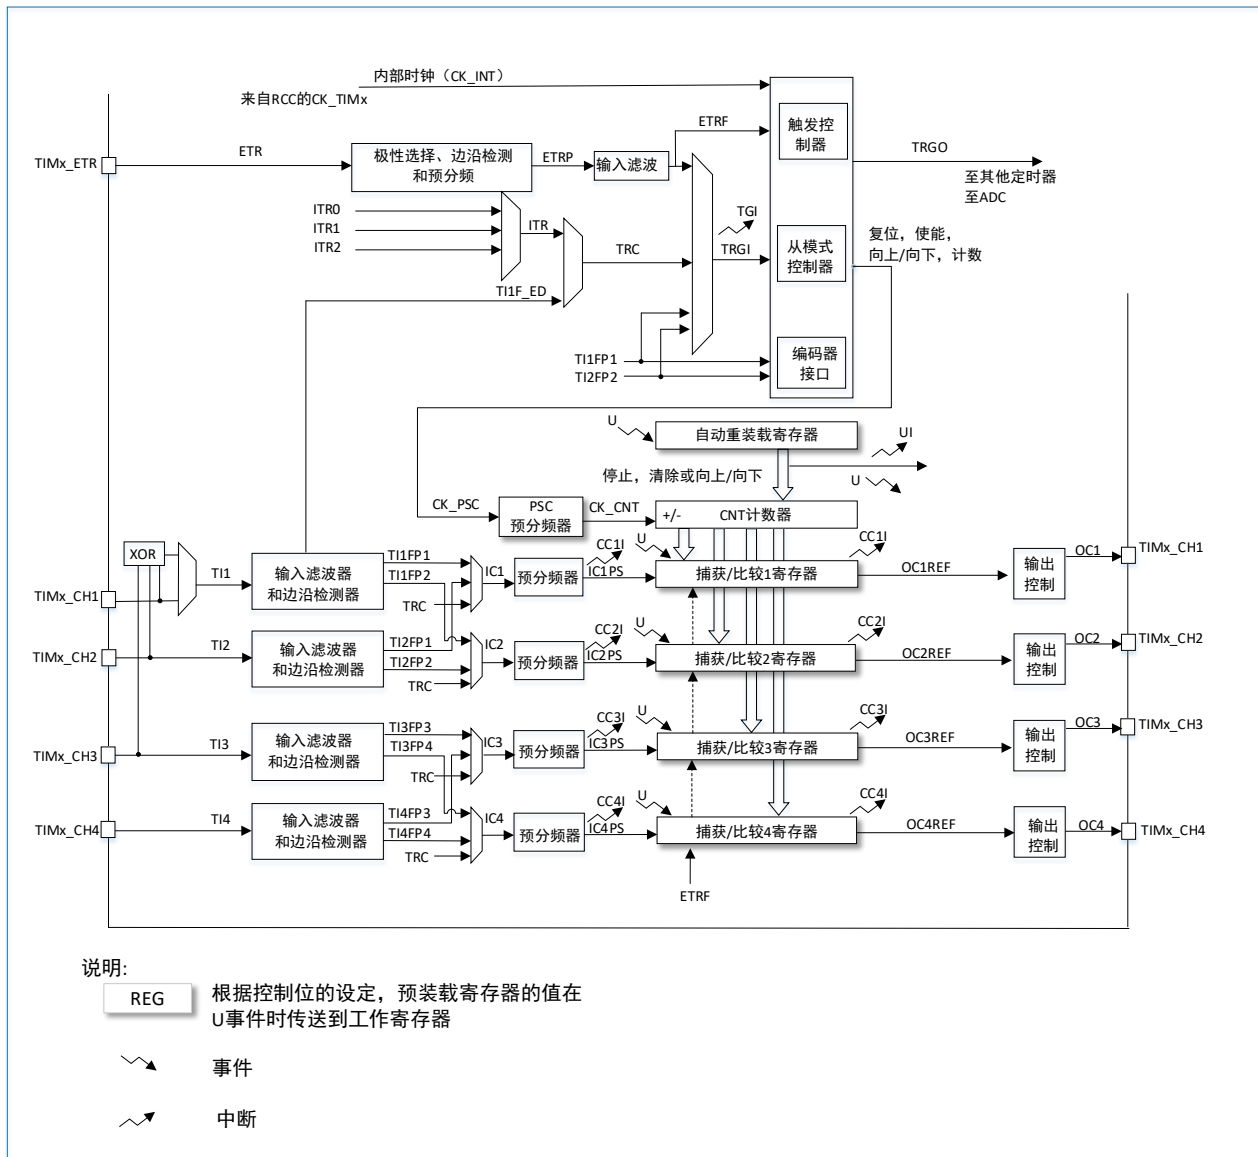 内部时钟（CK_INT）
来自RCC的CK_TIMx
触发控
制器
TIMx_ETR
ETR
极性选择、边沿检测
和预分频
ETRP
输入滤波
ETRF
TRGO
至其他定时器
至ADC
ITR0
ITR1
ITR2
ITR
TRC
TGI
TRGI
从模式
控制器
复位，使能，
向上/向下，计数
TI1F_ED
TI1FP1
TI2FP2
编码器
接口
U
自动重装载寄存器
UI
U
停止，清除或向上/向下
CK_PSC
PSC
预分频器
CK_CNT
+/-
CNT计数器
XOR
TI1
输入滤波器
和边沿检测器
TI1FP1
TI1FP2
TRC
IC1
预分频器
CC1I
IC1PS
U
捕获/比较1寄存器
CC1I
OC1REF
输出
控制
OC1
TIMx_CH1
TIMx_CH1
TIMx_CH2
TI2
输入滤波器
和边沿检测器
TI2FP1
TI2FP2
TRC
IC2
预分频器
CC2I
IC2PS
U
捕获/比较2寄存器
CC2I
OC2REF
输出
控制
OC2
TIMx_CH2
TIMx_CH3
TI3
输入滤波器
和边沿检测器
TI3FP3
TI3FP4
TRC
IC3
预分频器
CC3I
IC3PS
U
捕获/比较3寄存器
CC3I
OC3REF
输出
控制
OC3
TIMx_CH3
TIMx_CH4
TI4
输入滤波器
和边沿检测器
TI4FP3
TI4FP4
TRC
IC4
预分频器
CC4I
IC4PS
U
捕获/比较4寄存器
CC4I
OC4REF
输出
控制
OC4
TIMx_CH4
ETRF
说明:
REG
根据控制位的设定，预装载寄存器的值在
U事件时传送到工作寄存器
事件
中断